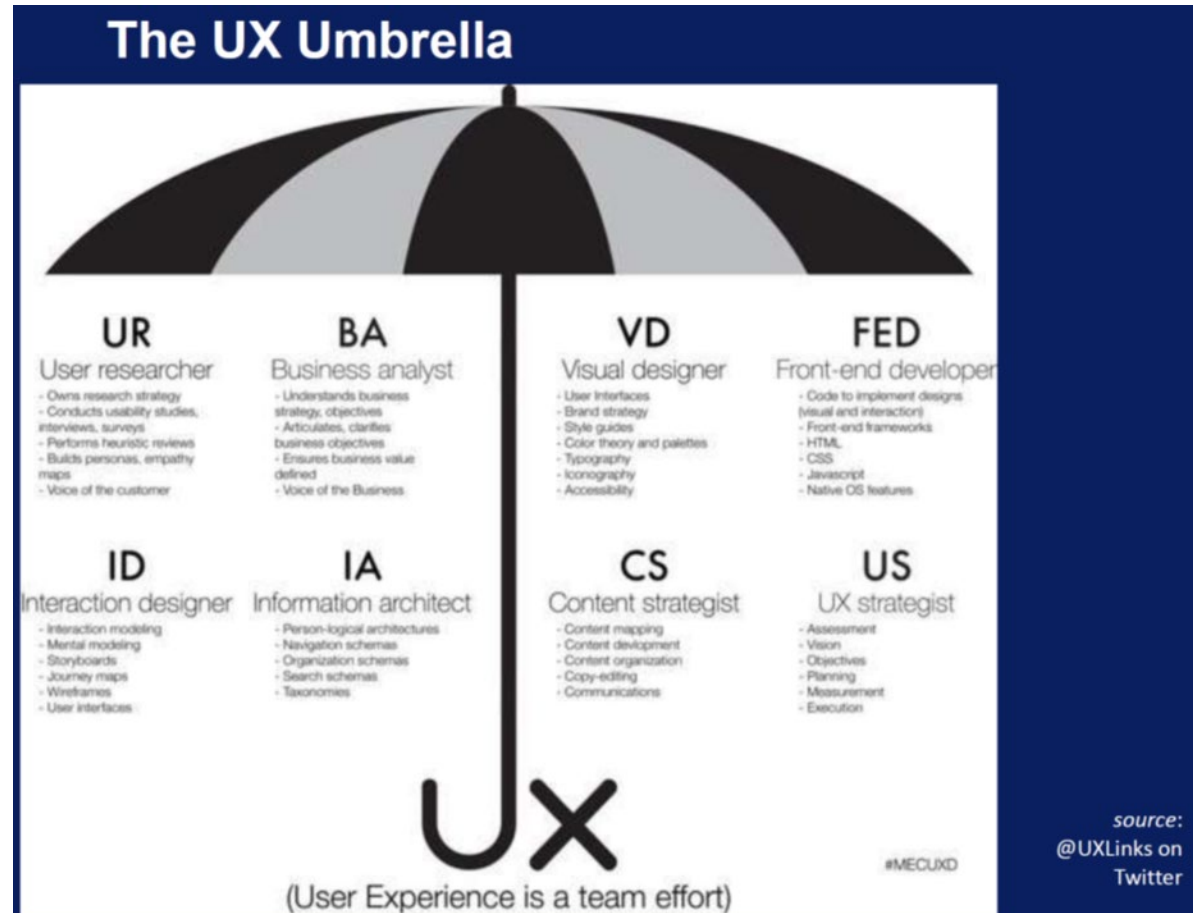 The UX Umbrella
UR
User researcher
- Owns research strategy
- Conducts usability studies,
interviews, surveys
- Performs heuristic reviews
- Builds personas, empathy
maps
- Voice of the customer
BA
Business analyst
- Understands business
strategy, objectives
- Articulates, clarifies
business objectives
- Ensures business value
defined
- Voice of the Business
VD
Visual designer
- User Interfaces
- Brand strategy
- Style guides
- Color theory and palettes
- Typography
- Iconography
- Accessibility
FED
Front-end developer
- Code to implement designs
(visual and interaction)
- Front-end frameworks
- HTML
- CSS
- Javascript
- Native OS features
ID
Interaction designer
- Interaction modeling
- Mental modeling
- Storyboards
- Journey maps
- Wireframes
- User interfaces
IA
Information architect
- Person-logical architectures
- Navigation schemas
- Organization schemas
- Search schemas
- Taxonomies
CS
Content strategist
- Content mapping
- Content devlopment
- Content organization
- Copy-editing
- Communications
US
UX strategist
- Assessment
- Vision
- Objectives
- Planning
- Measurement
- Execution
UX
(User Experience is a team effort)
#MECUXD
source:
@UXLinks on
Twitter